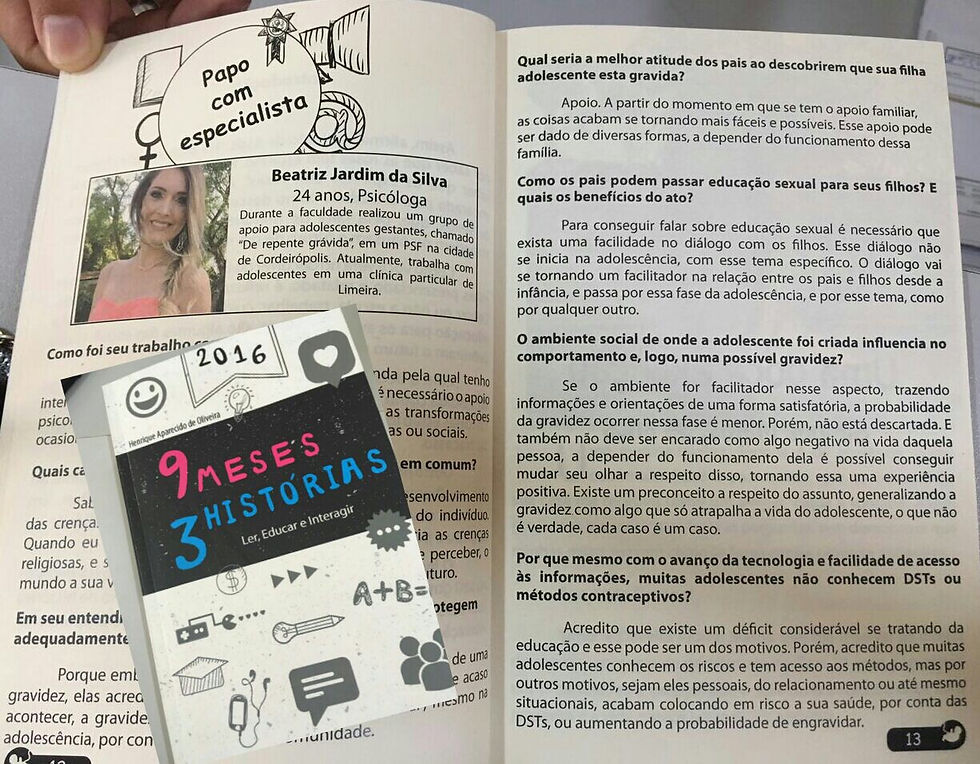 Papo
com
especialista
Beatriz Jardim da Silva
24 anos, Psicóloga
Durante a faculdade realizou um grupo de
apoio para adolescentes gestantes, chamado
“De repente grávida”, em um PSF na cidade
de Cordeirópolis. Atualmente, trabalha com
adolescentes em uma clínica particular de
Limeira.
Como foi seu trabalho
nda pela qual tenho
é necessário o apoio
psico
as transformações
ocasio
as ou sociais.
Quais ca
em comum?
Sab
esenvolvimento
das crença
do indivíduo.
Quando eu
ia as crenças
religiosas, e s
e perceber, o
mundo a sua v
uturo.
Em seu entendi
otegem
adequadamente
Porque emb
de uma
gravidez, elas acred
e acaso
acontecer, a gravide
mesmo na
adolescência, por con
omunidade.
2016
Henrique Aparecido de Oliveira
9 MESES
3 HISTÓRIAS
Ler, Educar e Interagir
A+B=
Qual seria a melhor atitude dos pais ao descobrirem que sua filha
adolescente esta gravida?
Apoio. A partir do momento em que se tem o apoio familiar,
as coisas acabam se tornando mais fáceis e possíveis. Esse apoio pode
ser dado de diversas formas, a depender do funcionamento dessa
família.
Como os pais podem passar educação sexual para seus filhos? E
quais os benefícios do ato?
Para conseguir falar sobre educação sexual é necessário que
exista uma facilidade no diálogo com os filhos. Esse diálogo não
se inicia na adolescência, com esse tema específico. O diálogo vai
se tornando um facilitador na relação entre os pais e filhos desde a
infância, e passa por essa fase da adolescência, e por esse tema, como
por qualquer outro.
O ambiente social de onde a adolescente foi criada influencia no
comportamento e, logo, numa possível gravidez?
Se o ambiente for facilitador nesse aspecto, trazendo
informações e orientações de uma forma satisfatória, a probabilidade
da gravidez ocorrer nessa fase é menor. Porém, não está descartada. E
também não deve ser encarado como algo negativo na vida daquela
pessoa, a depender do funcionamento dela é possível conseguir
mudar seu olhar a respeito disso, tornando essa uma experiência
positiva. Existe um preconceito a respeito do assunto, generalizando a
gravidez como algo que só atrapalha a vida do adolescente, o que não
é verdade, cada caso é um caso.
Por que mesmo com o avanço da tecnologia e facilidade de acesso
às informações, muitas adolescentes não conhecem DSTs ou
métodos contraceptivos?
Acredito que existe um déficit considerável se tratando da
educação e esse pode ser um dos motivos. Porém, acredito que muitas
adolescentes conhecem os riscos e tem acesso aos métodos, mas por
outros motivos, sejam eles pessoais, do relacionamento ou até mesmo
situacionais, acabam colocando em risco a sua saúde, por conta das
DSTs, ou aumentando a probabilidade de engravidar.
13